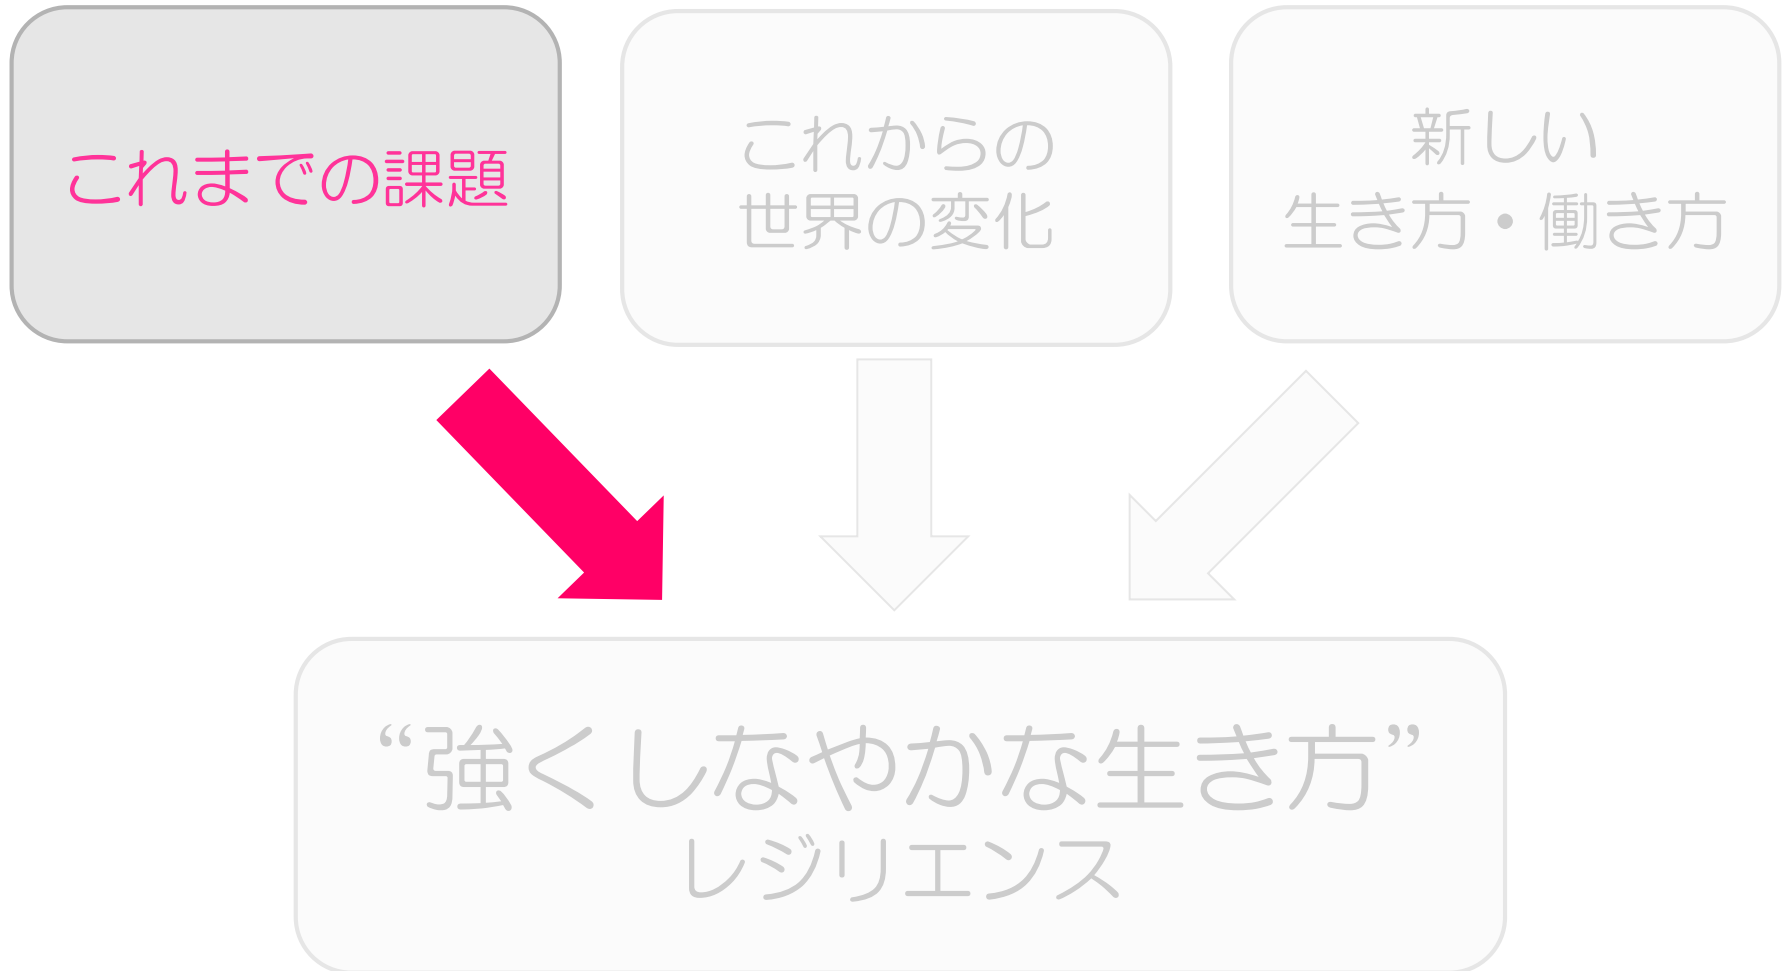 これまでの課題
これからの
世界の変化
新しい
生き方・働き方
“強くしなやかな生き方”
レジリエンス